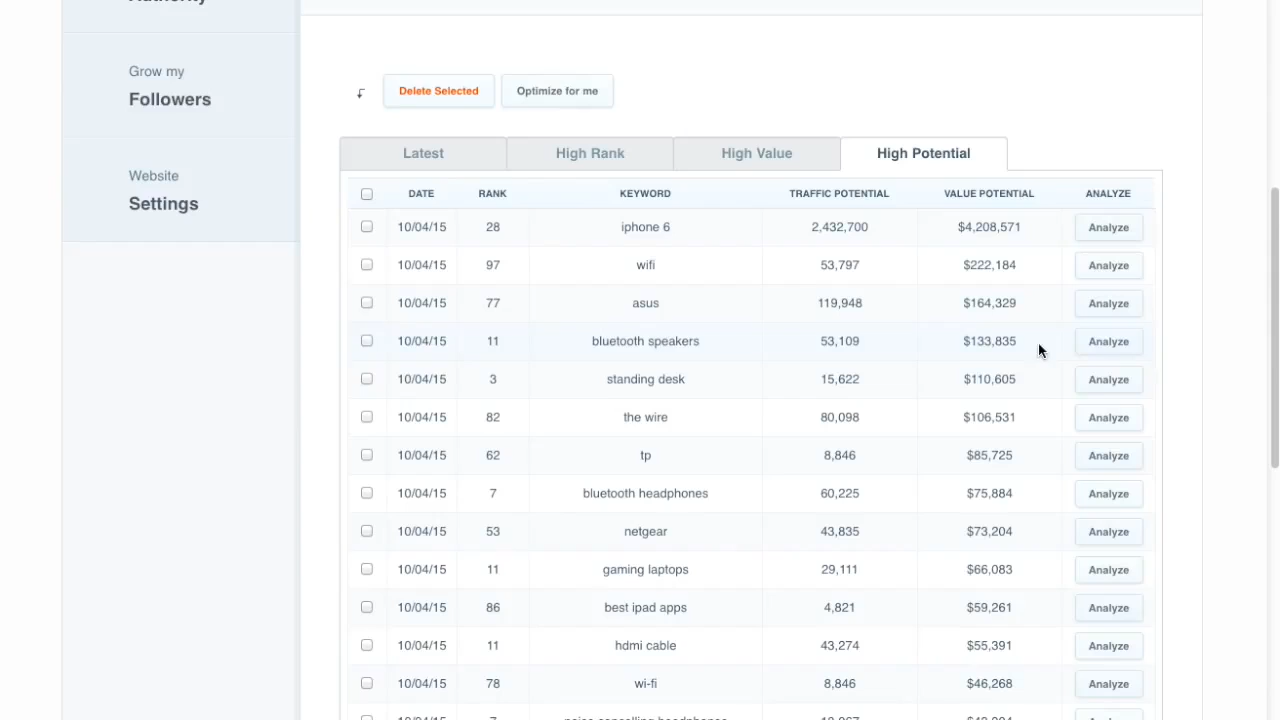 Authority
Grow my
Followers
Website
Settings
Delete Selected Optimize for me
Latest High Rank High Value High Potential
DATE RANK KEYWORD TRAFFIC POTENTIAL VALUE POTENTIAL ANALYZE
10/04/15 28 iphone 6 2,432,700 $4,208,571 Analyze
10/04/15 97 wifi 53,797 $222,184 Analyze
10/04/15 77 asus 119,948 $164,329 Analyze
10/04/15 11 bluetooth speakers 53,109 $133,835 Analyze
10/04/15 3 standing desk 15,622 $110,605 Analyze
10/04/15 82 the wire 80,098 $106,531 Analyze
10/04/15 62 tp 8,846 $85,725 Analyze
10/04/15 7 bluetooth headphones 60,225 $75,884 Analyze
10/04/15 53 netgear 43,835 $73,204 Analyze
10/04/15 11 gaming laptops 29,111 $66,083 Analyze
10/04/15 86 best ipad apps 4,821 $59,261 Analyze
10/04/15 11 hdmi cable 43,274 $55,391 Analyze
10/04/15 78 wi-fi 8,846 $46,268 Analyze